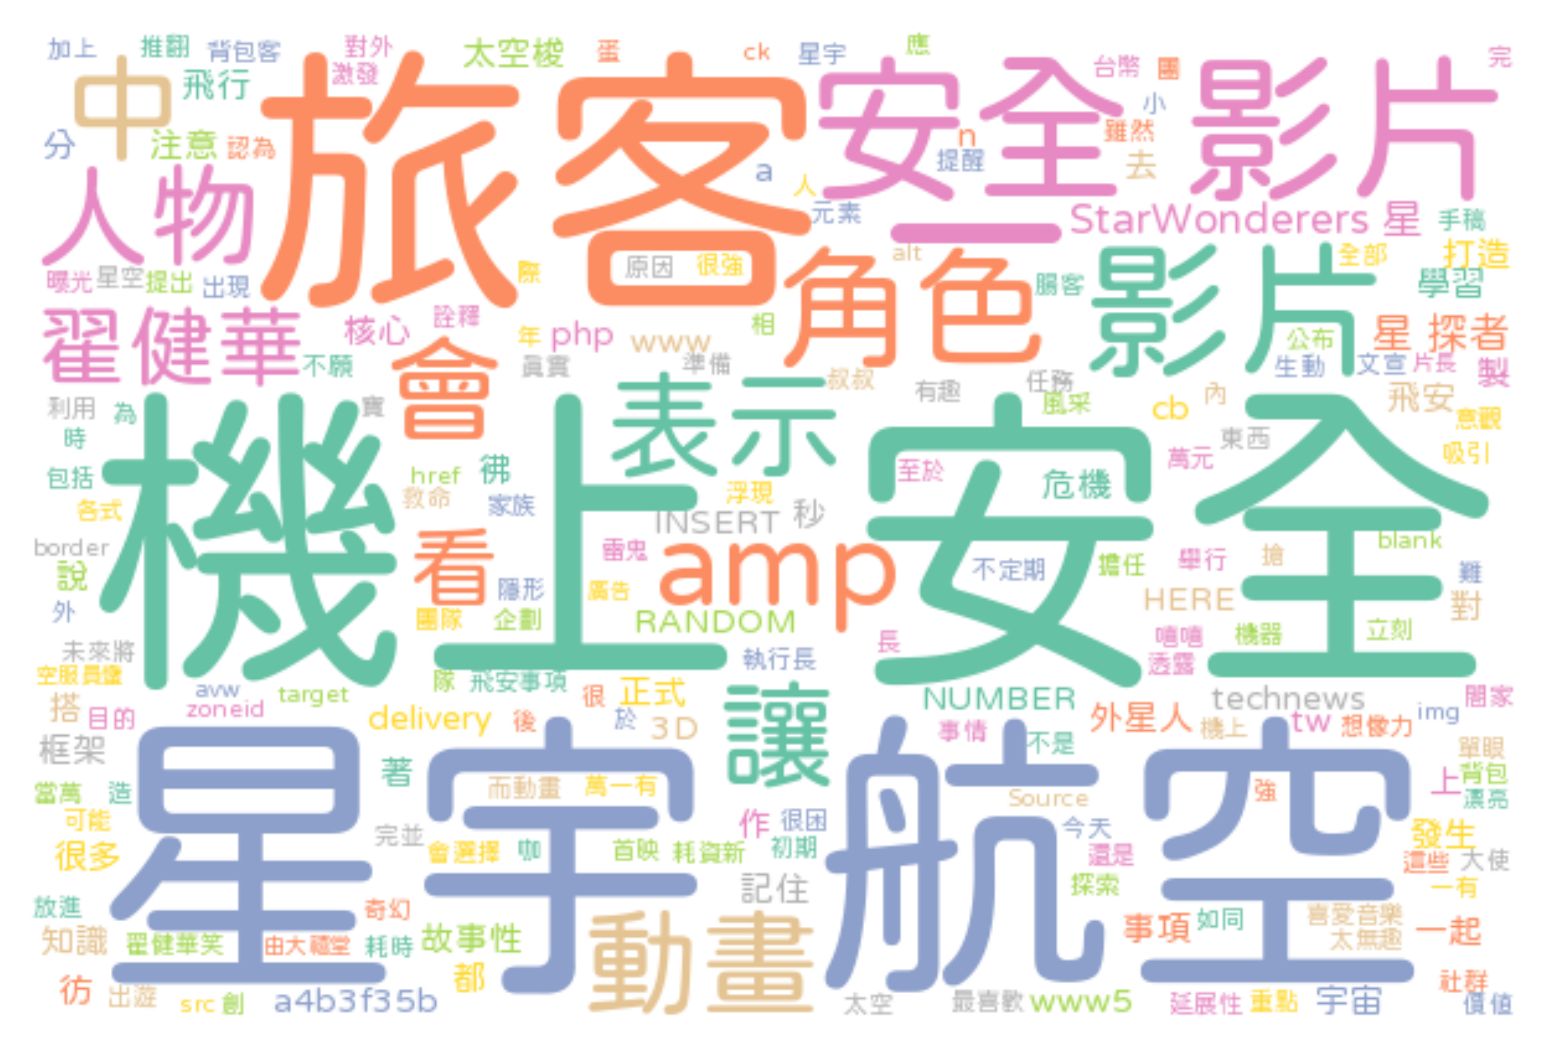 加上 推翻 背包客 對外 太空梭 蛋 ck 星宇 應 完
激發 台幣 團
中 飛行 旅客 安全 影片 小
分 注意 認為 n 雖然
提醒 去
a 人
人物 元素 StarWonderers 星 手稿
曝光 星空 提出 出現 際 原因 很強 角色 alt 全部 打造
腸客 影片 學習
翟健華 核心 詮釋 年 php www 相 公布 星 探者
不願 會 真實 準備 叔叔 生動 文宣 片長 製
利用 為 寶 表示 有趣 任務 風采 cb 內 飛安 意觀
時 東西
機上安全 包括 href 彿 至於 危機 萬元 吸引
各式 救命 家族 浮現
INSERT 秒
border 看 雷鬼 amp blank
說 隱形 廣告 不定期 擔任 舉行 搶 難
外 團隊 企劃 RANDOM HERE 對
長 嘻嘻 機器 立刻
未來將 執行長 透露
空服員 隊 飛安事項 很 正式
搭 目的 avw zoneid target 讓 NUMBER technews 閤家
delivery 後 於 3D 外星人 機上 tw 想像力 img
框架 星宇航空 事情 不是 單眼
著 上 背包
當萬 造 而動畫 萬一有 Source 強 漂亮
可能 完並 作 很困 今天 發生
很多 會選擇 咖 首映 耗資新 初期 還是 這些 大使
記住 探索 一有
放進 奇幻 動畫 喜愛音樂
知識 翟健華笑 由大禧堂 耗時 故事性 事項 如同 太無趣 一起
彷 都 社群
出遊 src 創 a4b3f35b 太空 最喜歡 www5 延展性 重點 宇宙 價值